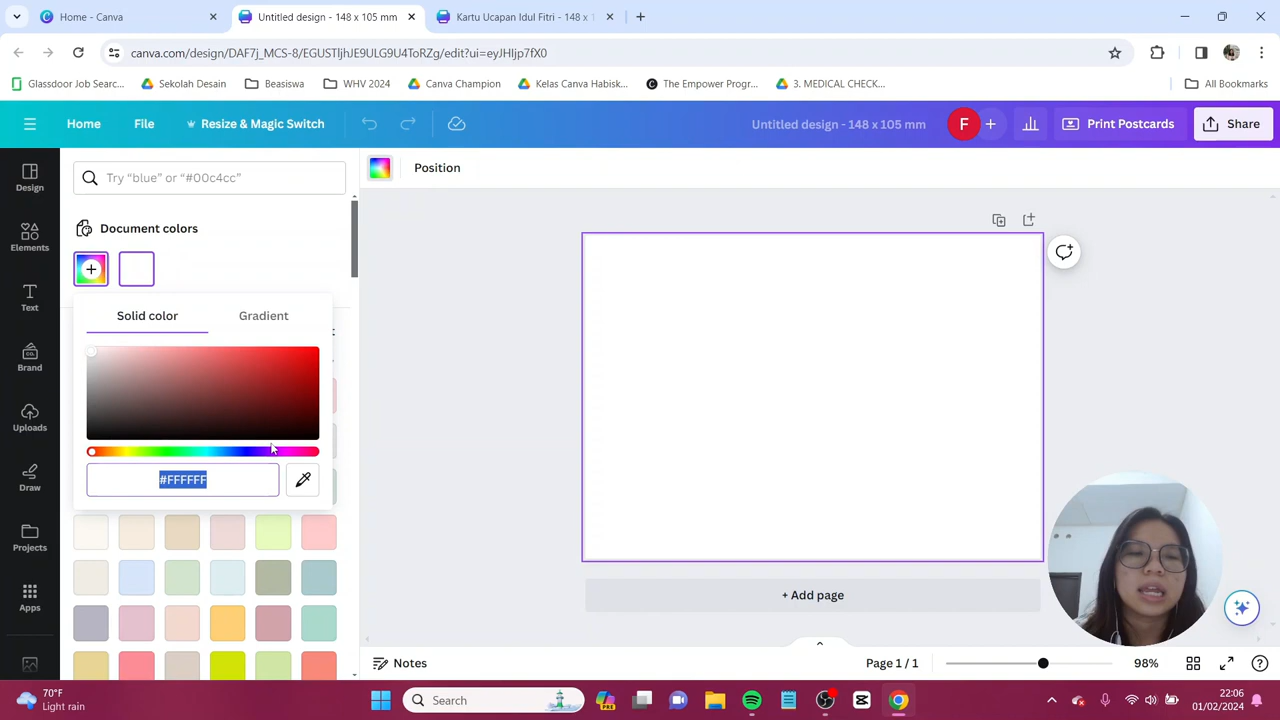 Home - Canva
Untitled design - 148 x 105 mm
Kartu Ucapan Idul Fitri - 148 x 1
canva.com/design/DAF7j_MCS-8/EGUSTljhJE9ULG9U4ToRZg/edit?ui=eyJHIjp7fX0
Glassdoor Job Searc...
Sekolah Desain
Beasiswa
WHV 2024
Canva Champion
Kelas Canva Habisk...
The Empower Progr...
3. MEDICAL CHECK...
All Bookmarks
Home
File
Resize & Magic Switch
Untitled design - 148 x 105 mm
F
Print Postcards
Share
Design
Elements
Text
Brand
Uploads
Draw
Projects
Apps
Try “blue” or “#00c4cc”
Position
Document colors
Solid color
Gradient
#FFFFFF
+ Add page
Notes
Page 1 / 1
98%
70°F
Light rain
Search
22:06
01/02/2024